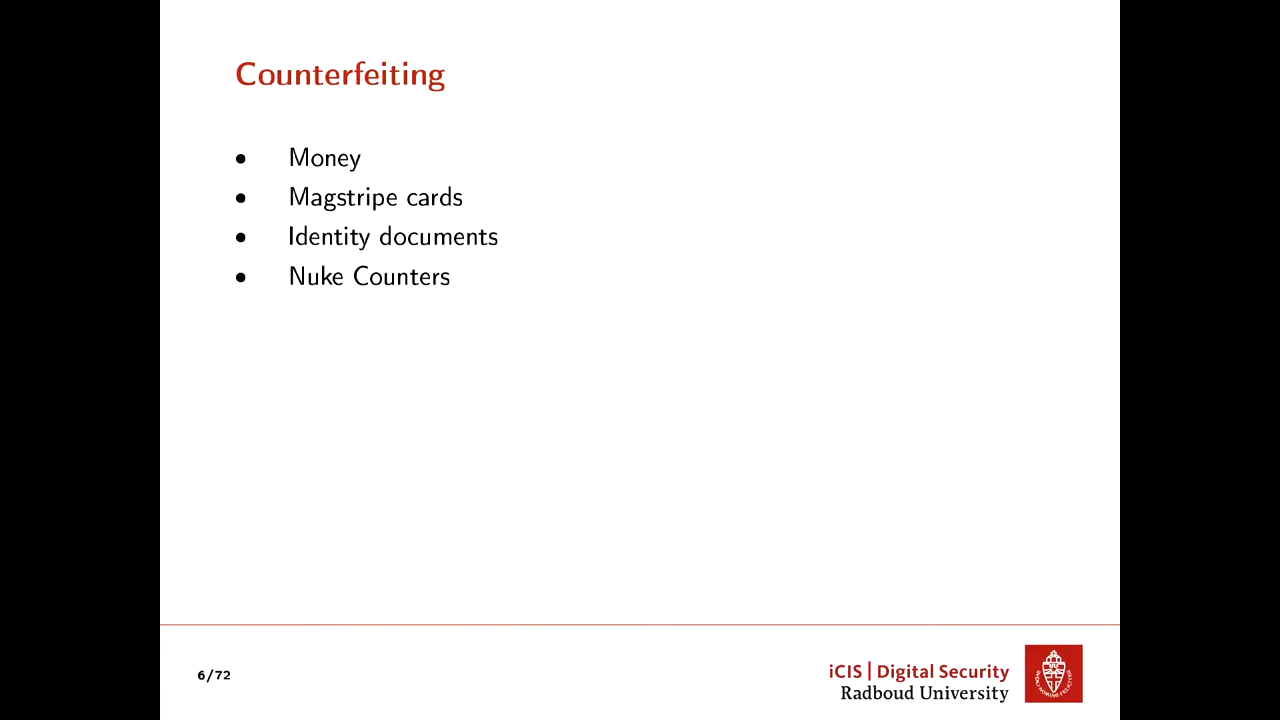 Counterfeiting
• Money
• Magstripe cards
• Identity documents
• Nuke Counters
6/72
iCIS | Digital Security
Radboud University